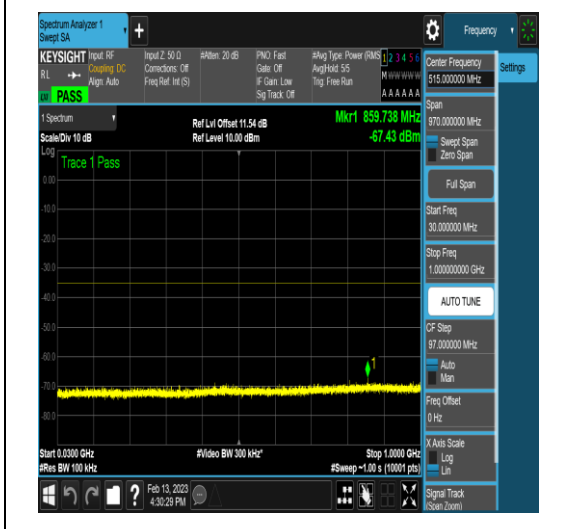 Spectrum Analyzer 1
Swept SA
+
Frequency
KEYSIGHT
Input: RF
Coupling: DC
Align: Auto
Input Z: 50 Ω
Corrections: Off
Freq Ref: Int (S)
#Atten: 20 dB
PNO: Fast
Gate: Off
IF Gain: Low
Sig Track: Off
#Avg Type: Power (RMS)
Avg|Hold: 5/5
Trig: Free Run
1 2 3 4 5 6
M W W W W W
A A A A A A
RL
PASS
1 Spectrum
Scale/Div 10 dB
Ref Lvl Offset 11.54 dB
Ref Level 10.00 dBm
Mkr1 859.738 MHz
-67.43 dBm
Log
Trace 1 Pass
0.00
-10.0
-20.0
-30.0
-40.0
-50.0
-60.0
-70.0
-80.0
1
Start 0.0300 GHz
#Res BW 100 kHz
#Video BW 300 kHz*
Stop 1.0000 GHz
#Sweep ~1.00 s (10001 pts)
Feb 13, 2023
4:30:29 PM
?
Center Frequency
515.000000 MHz
Settings
Span
970.000000 MHz
Swept Span
Zero Span
Full Span
Start Freq
30.000000 MHz
Stop Freq
1.000000000 GHz
AUTO TUNE
CF Step
97.000000 MHz
Auto
Man
Freq Offset
0 Hz
X Axis Scale
Log
Lin
Signal Track
(Span Zoom)